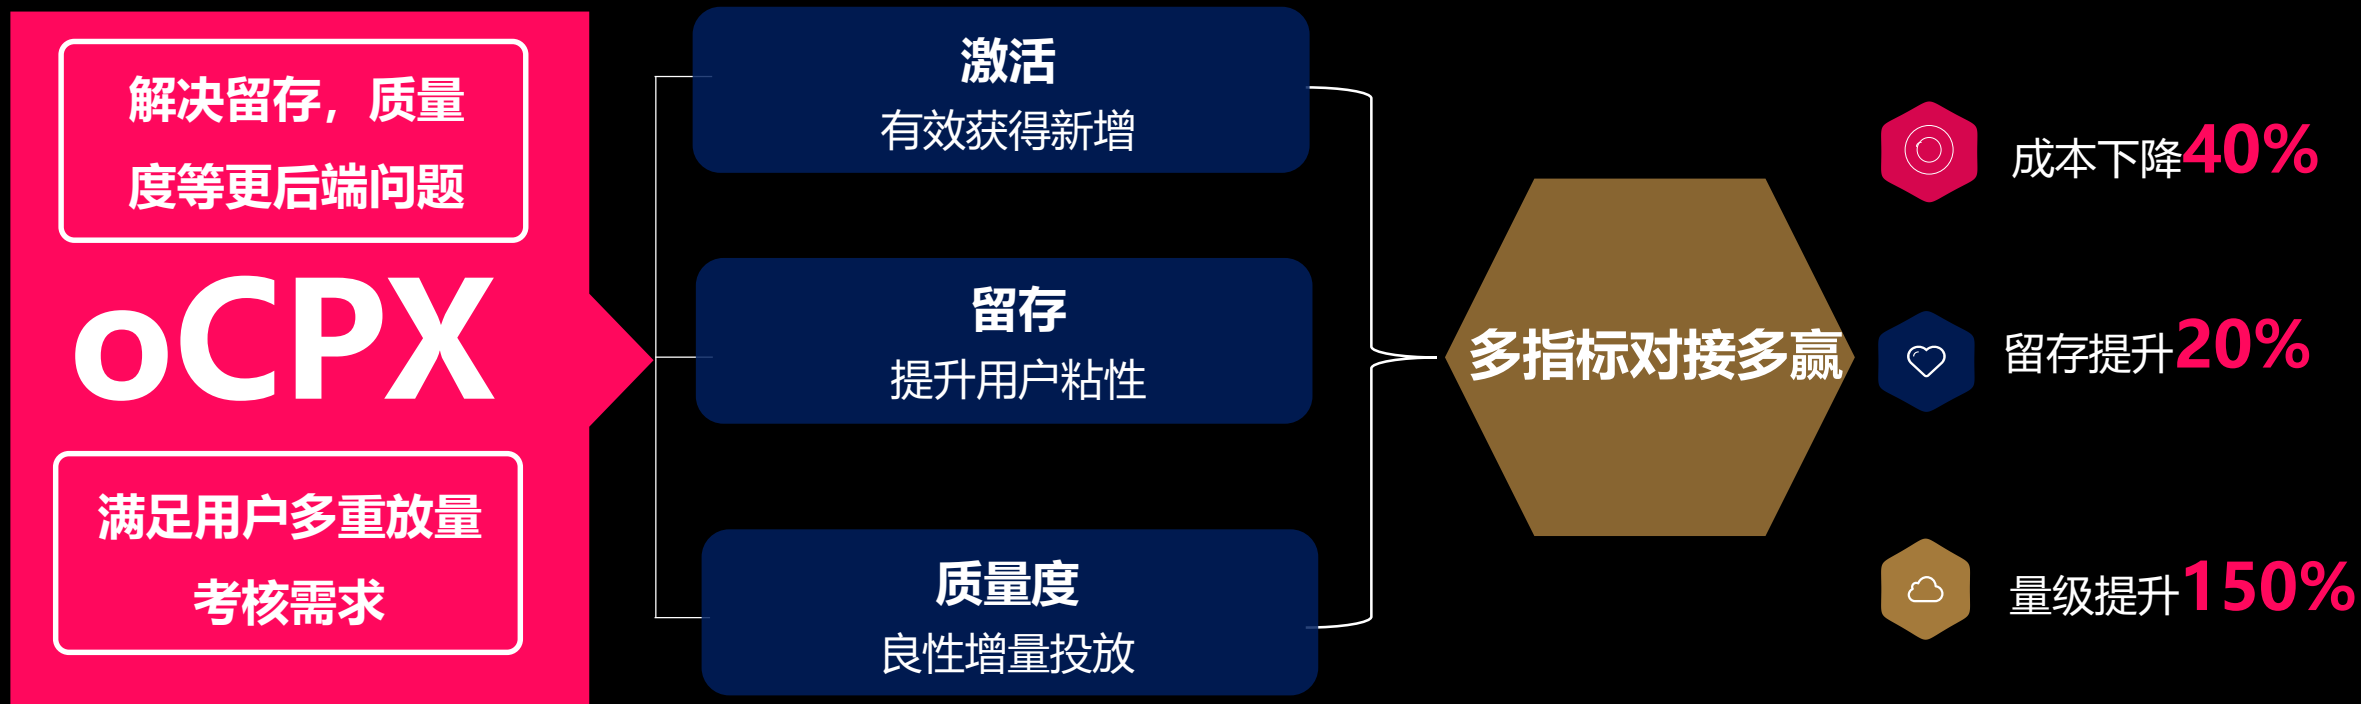 解决留存，质量
度等更后端问题
oCPX
满足用户多重放量
考核需求
激活
有效获得新增
留存
提升用户粘性
质量度
良性增量投放
多指标对接多赢
成本下降40%
留存提升20%
量级提升150%